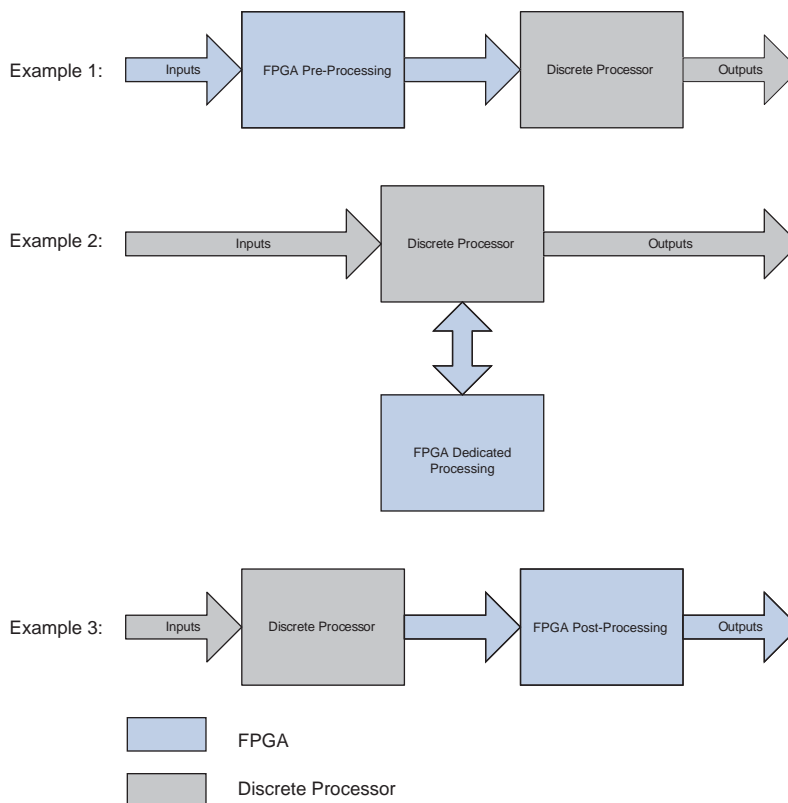 Example 1:
Inputs
FPGA Pre-Processing
Discrete Processor
Outputs
Example 2:
Inputs
Discrete Processor
Outputs
FPGA Dedicated
Processing
Example 3:
Inputs
Discrete Processor
FPGA Post-Processing
Outputs
FPGA
Discrete Processor